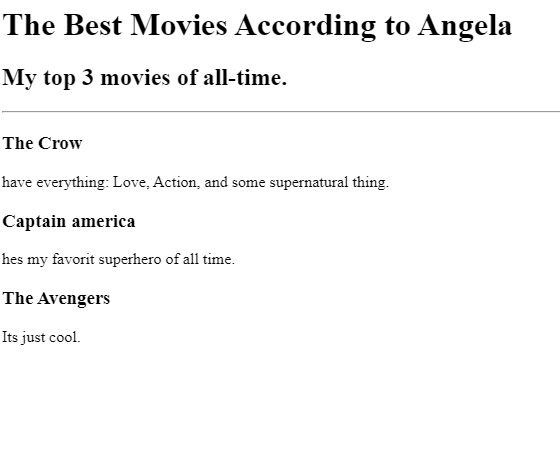 The Best Movies According to Angela
My top 3 movies of all-time.
The Crow
have everything: Love, Action, and some supernatural thing.
Captain america
hes my favorit superhero of all time.
The Avengers
Its just cool.